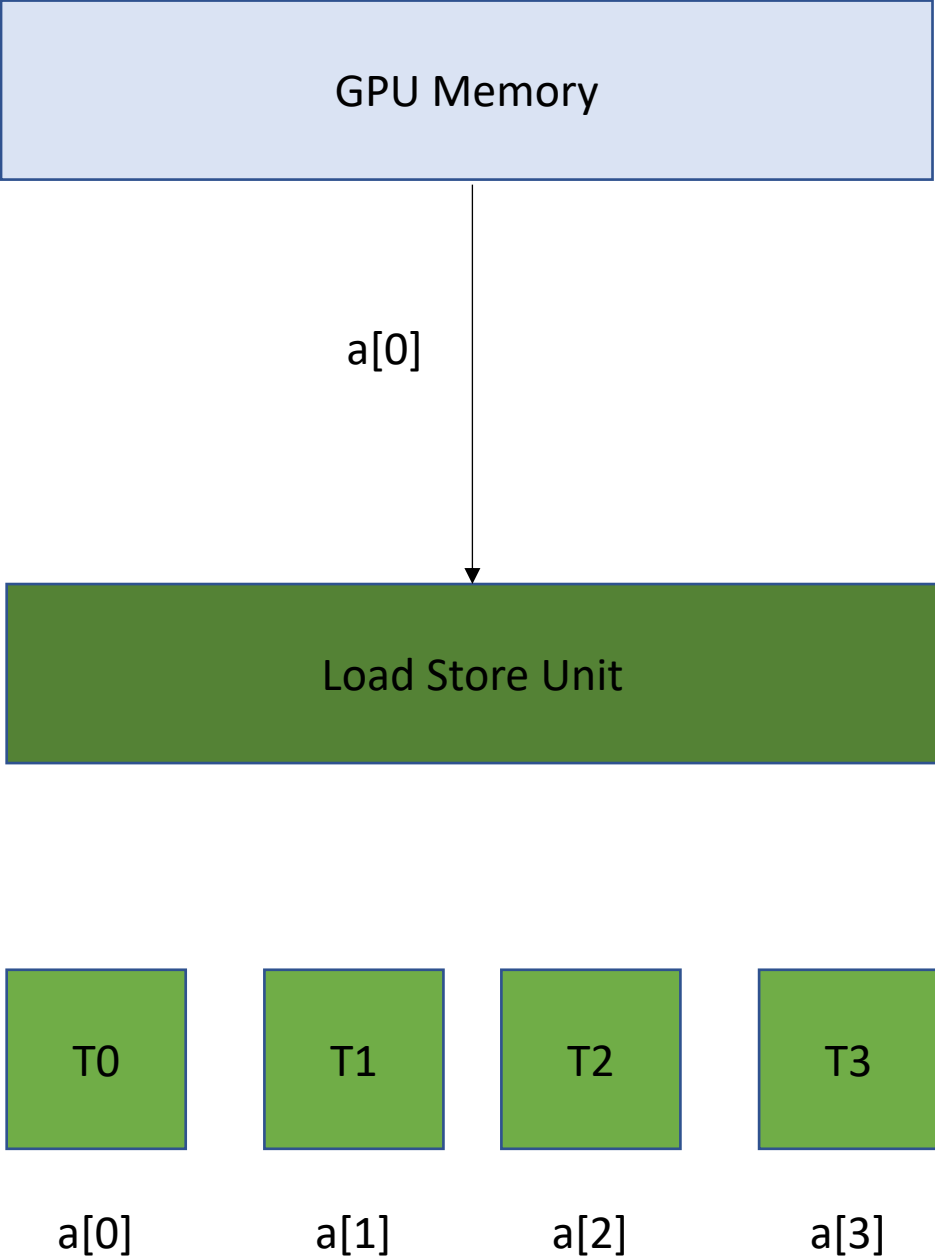 GPU Memory
a[0]
Load Store Unit
T0 T1 T2 T3
a[0] a[1] a[2] a[3]